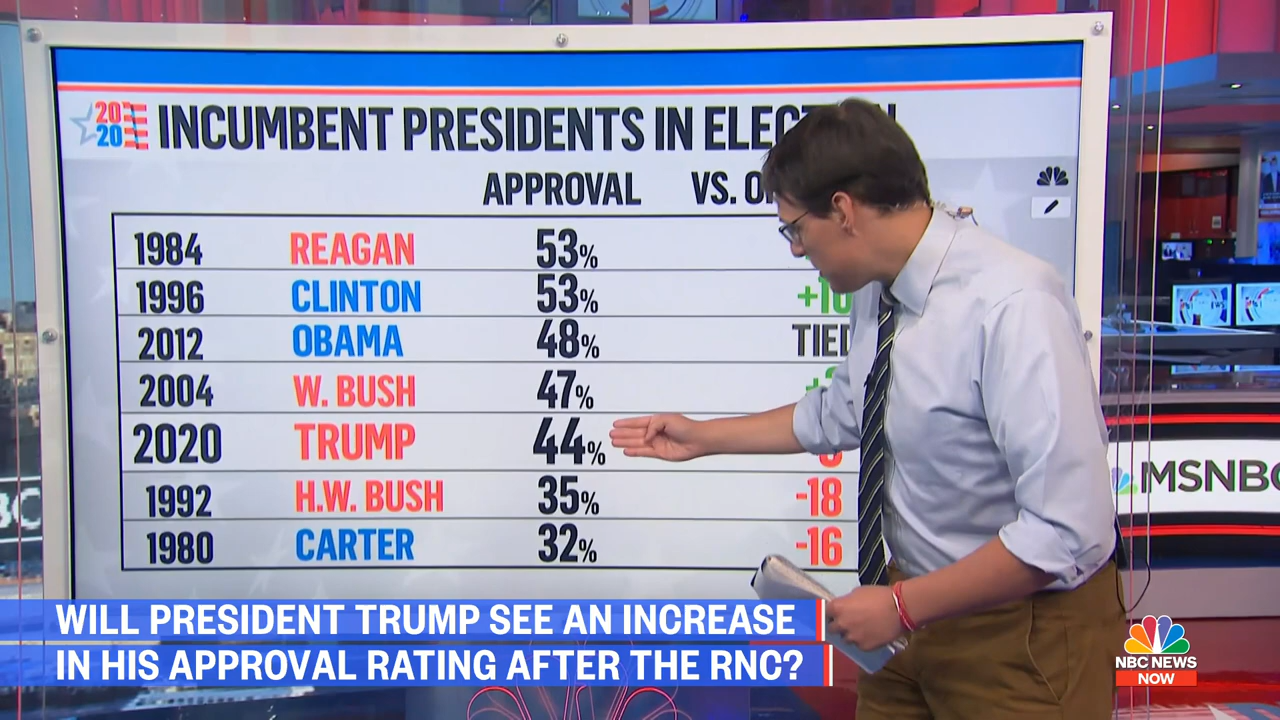 20
20
INCUMBENT PRESIDENTS IN
APPROVAL VS.
1984 REAGAN 53%
1996 CLINTON 53%
2012 OBAMA 48% TIED
2004 W. BUSH 47%
2020 TRUMP 44%
1992 H.W. BUSH 35% -18
1980 CARTER 32% -16
WILL PRESIDENT TRUMP SEE AN INCREASE
IN HIS APPROVAL RATING AFTER THE RNC?
MSNBC
NBC NEWS
NOW